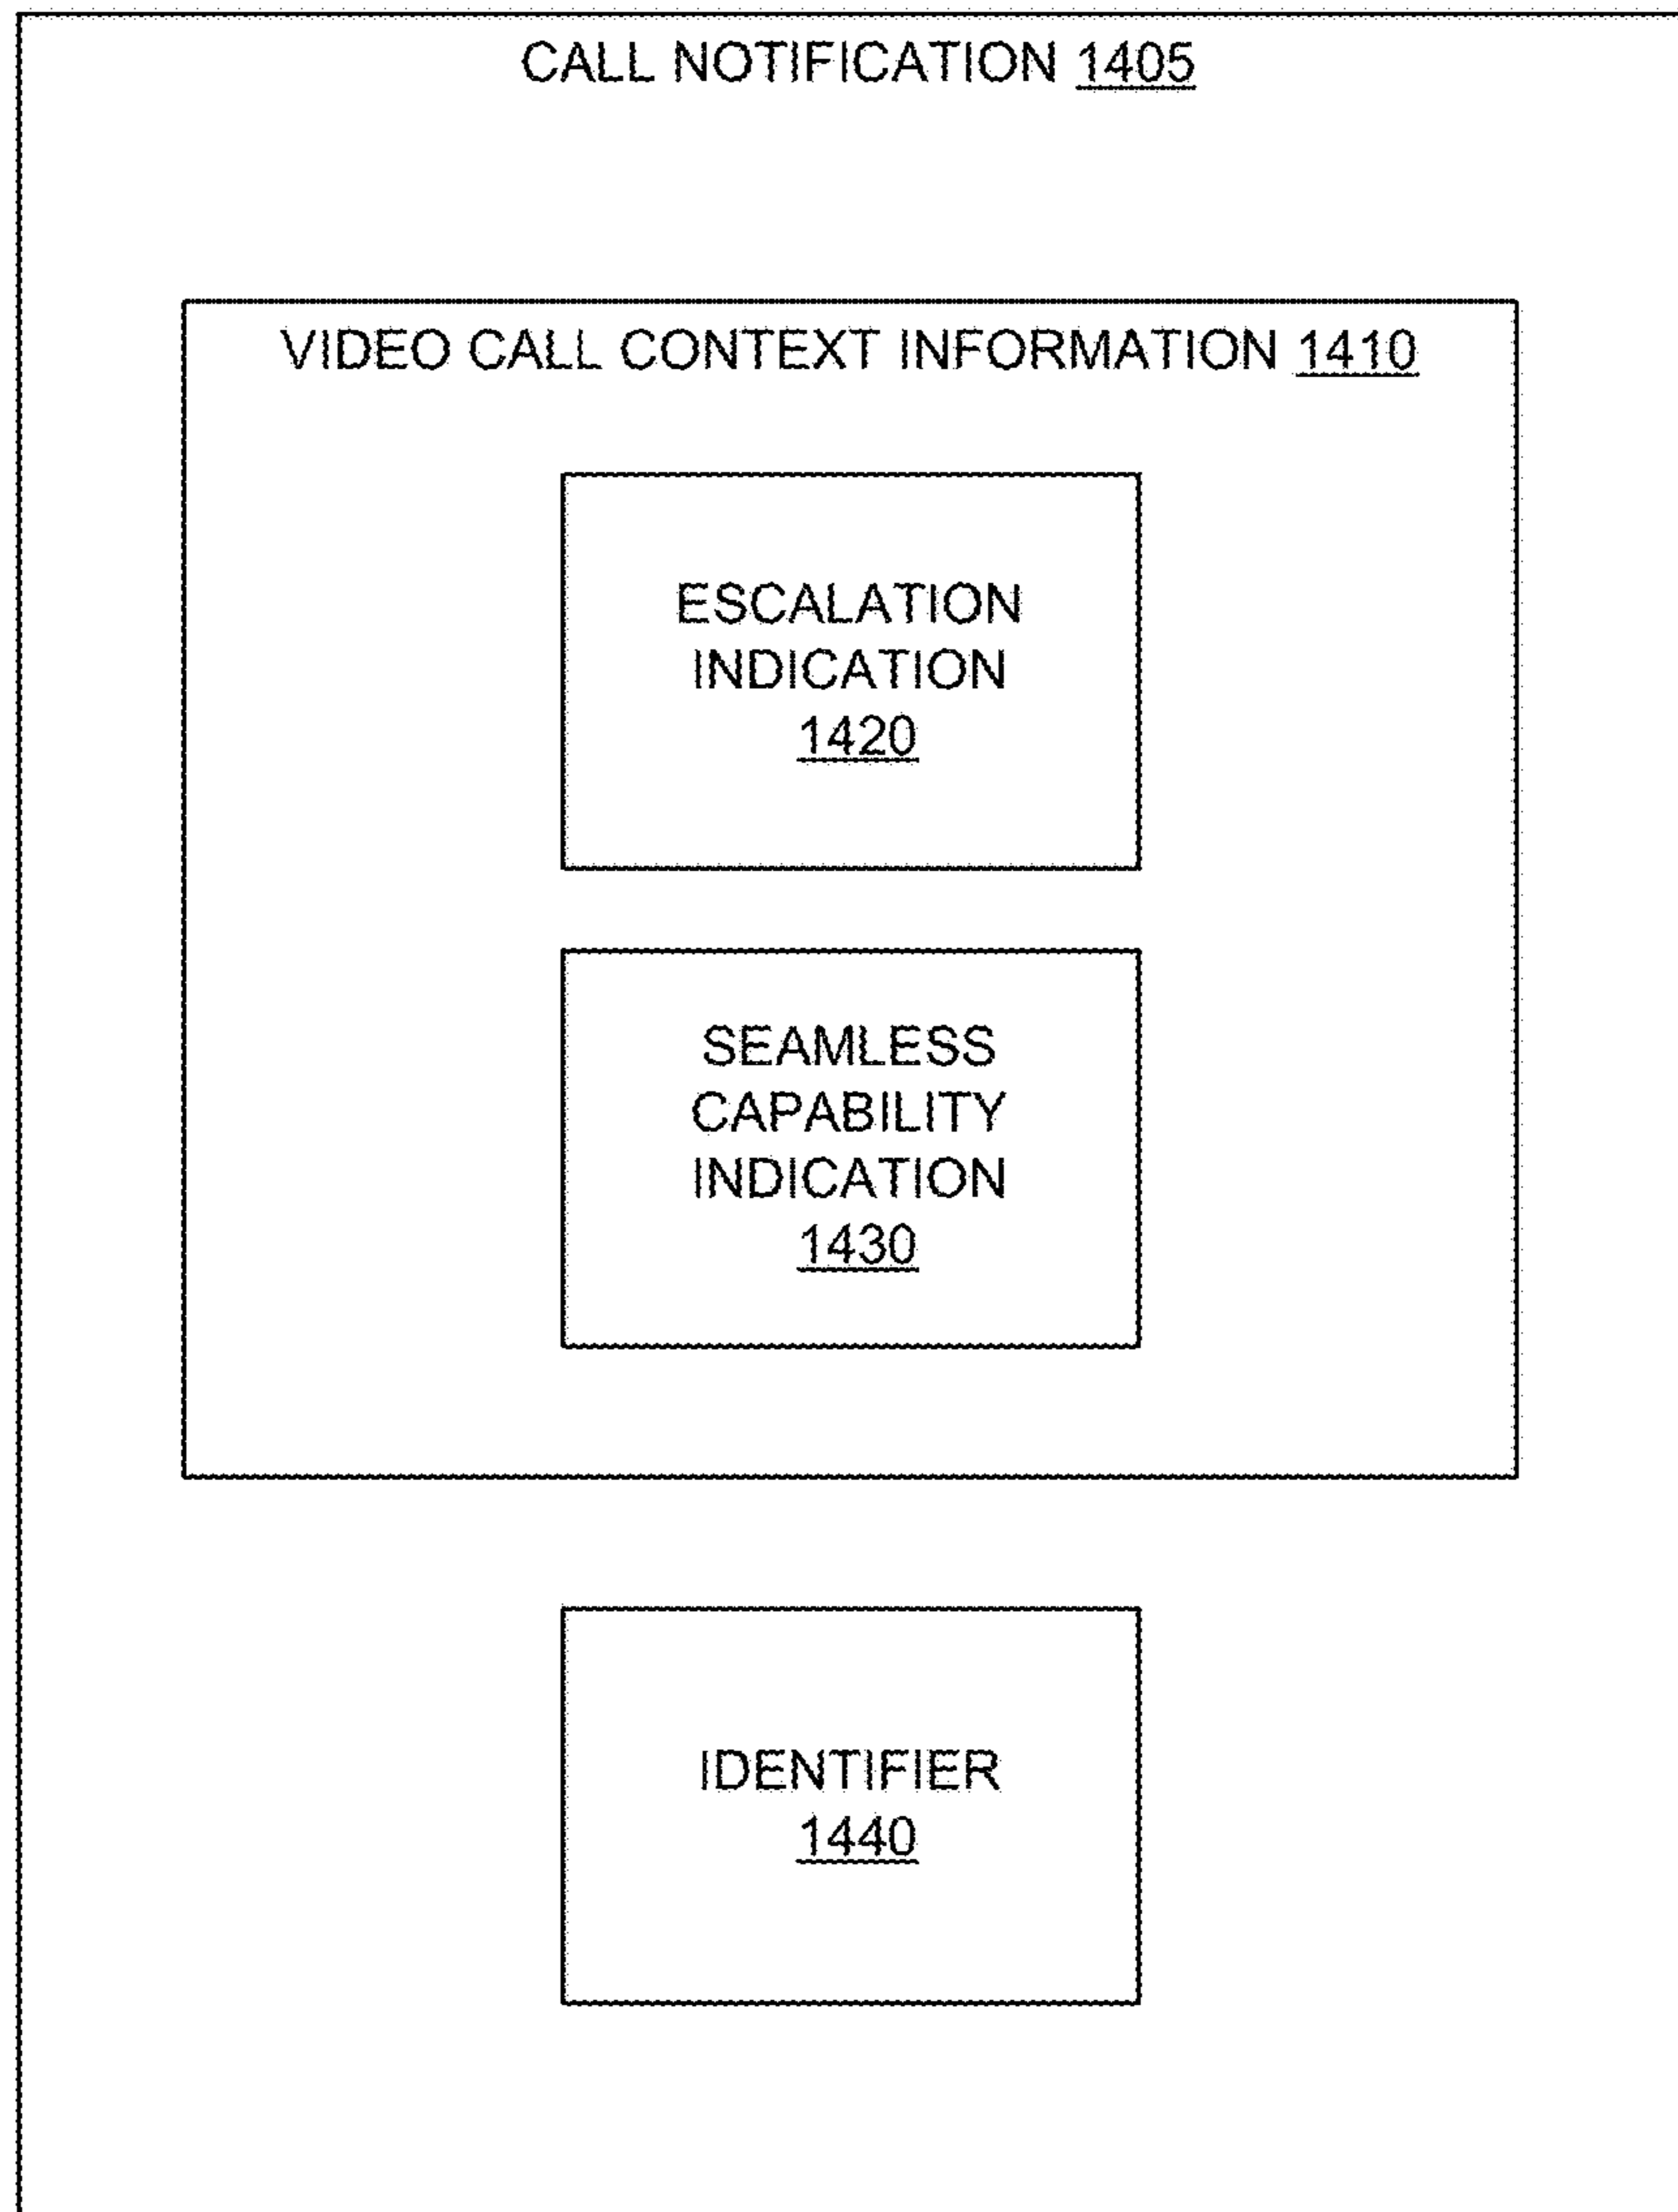 CALL NOTIFICATION 1405
VIDEO CALL CONTEXT INFORMATION 1410
ESCALATION
INDICATION
1420
SEAMLESS
CAPABILITY
INDICATION
1430
IDENTIFIER
1440